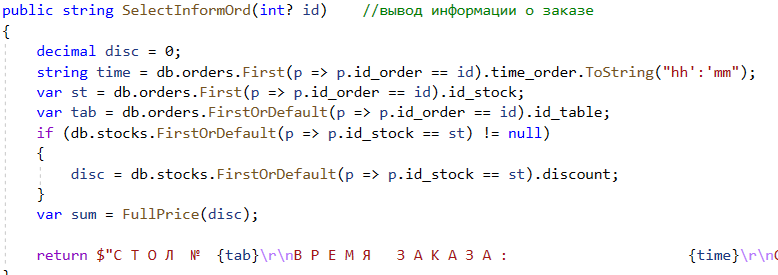 public string SelectInformOrd(int? id)    //вывод информации о заказе
{
    decimal disc = 0;
    string time = db.orders.First(p => p.id_order == id).time_order.ToString("hh':'mm");
    var st = db.orders.First(p => p.id_order == id).id_stock;
    var tab = db.orders.FirstOrDefault(p => p.id_order == id).id_table;
    if (db.stocks.FirstOrDefault(p => p.id_stock == st) != null)
    {
        disc = db.stocks.FirstOrDefault(p => p.id_stock == st).discount;
    }
    var sum = FullPrice(disc);
    return $"С Т О Л  №  {tab}\r\nВ Р Е М Я   З А К А З А :                     {time}\r\n